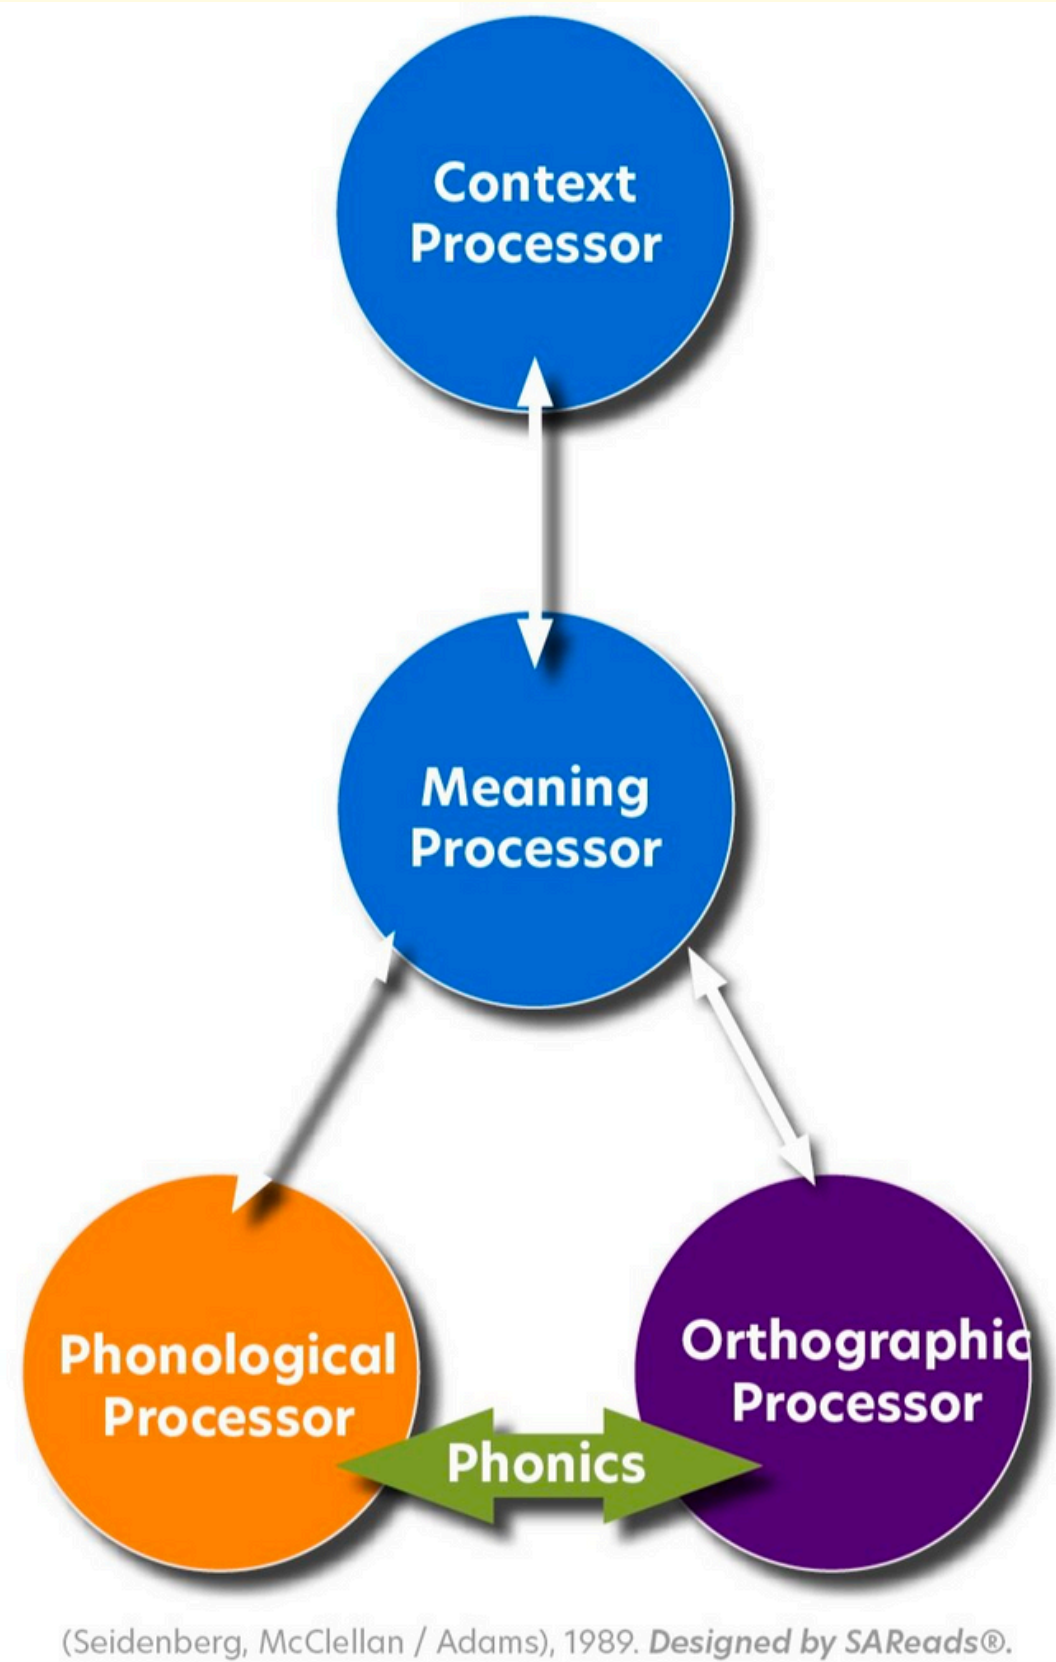 Context
Processor
Meaning
Processor
Phonological
Processor
Orthographic
Processor
Phonics
(Seidenberg, McClellan / Adams), 1989. Designed by SAReads®.